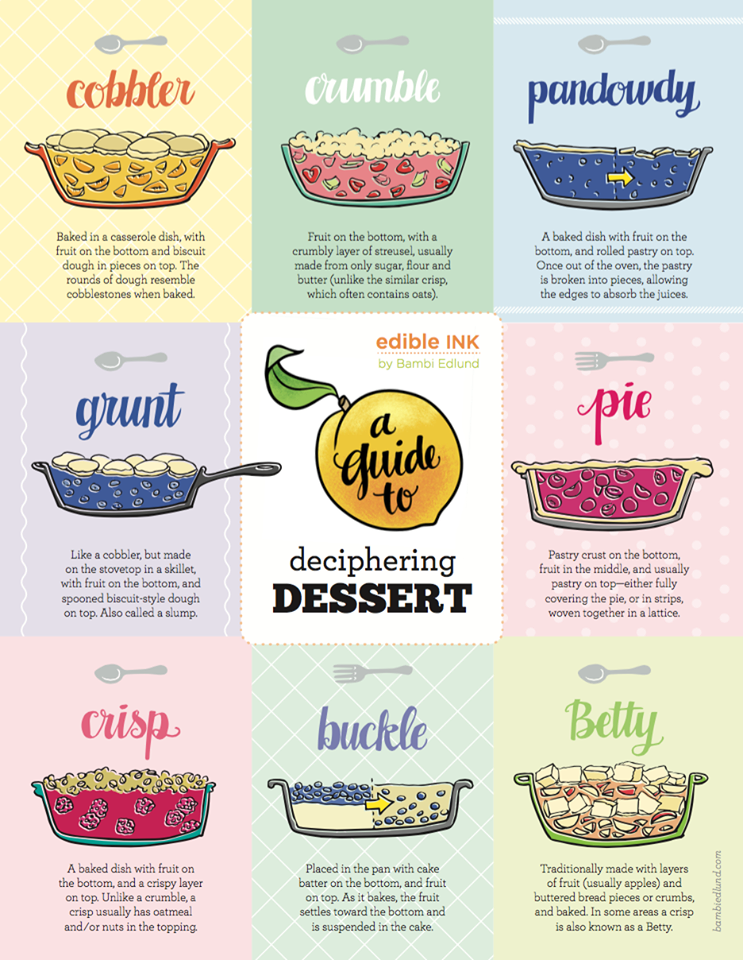 cobbler
Baked in a casserole dish, with
fruit on the bottom and biscuit
dough in pieces on top. The
rounds of dough resemble
cobblestones when baked.
crumble
Fruit on the bottom, with a
crumbly layer of streusel, usually
made from only sugar, flour and
butter (unlike the similar crisp,
which often contains oats).
pandowdy
A baked dish with fruit on the
bottom, and rolled pastry on top.
Once out of the oven, the pastry
is broken into pieces, allowing
the edges to absorb the juices.
grunt
Like a cobbler, but made
on the stovetop in a skillet,
with fruit on the bottom, and
spooned biscuit-style dough
on top. Also called a slump.
edible INK
by Bambi Edlund
a
guide
to
deciphering
DESSERT
pie
Pastry crust on the bottom,
fruit in the middle, and usually
pastry on top—either fully
covering the pie, or in strips,
woven together in a lattice.
crisp
A baked dish with fruit on
the bottom, and a crispy layer
on top. Unlike a crumble, a
crisp usually has oatmeal
and/or nuts in the topping.
buckle
Placed in the pan with cake
batter on the bottom, and fruit
on top. As it bakes, the fruit
settles toward the bottom and
is suspended in the cake.
Betty
Traditionally made with layers
of fruit (usually apples) and
buttered bread pieces or crumbs,
and baked. In some areas a crisp
is also known as a Betty.
bambiedlund.com